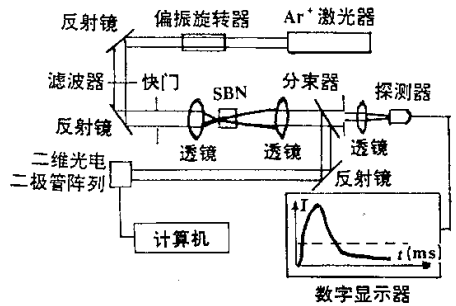 反射镜
偏振旋转器
Ar⁺激光器
滤波器
快门
SBN
分束器
探测器
反射镜
透镜
透镜
透镜
二维光电
二极管阵列
反射镜
计算机
I
t(ms)
数字显示器